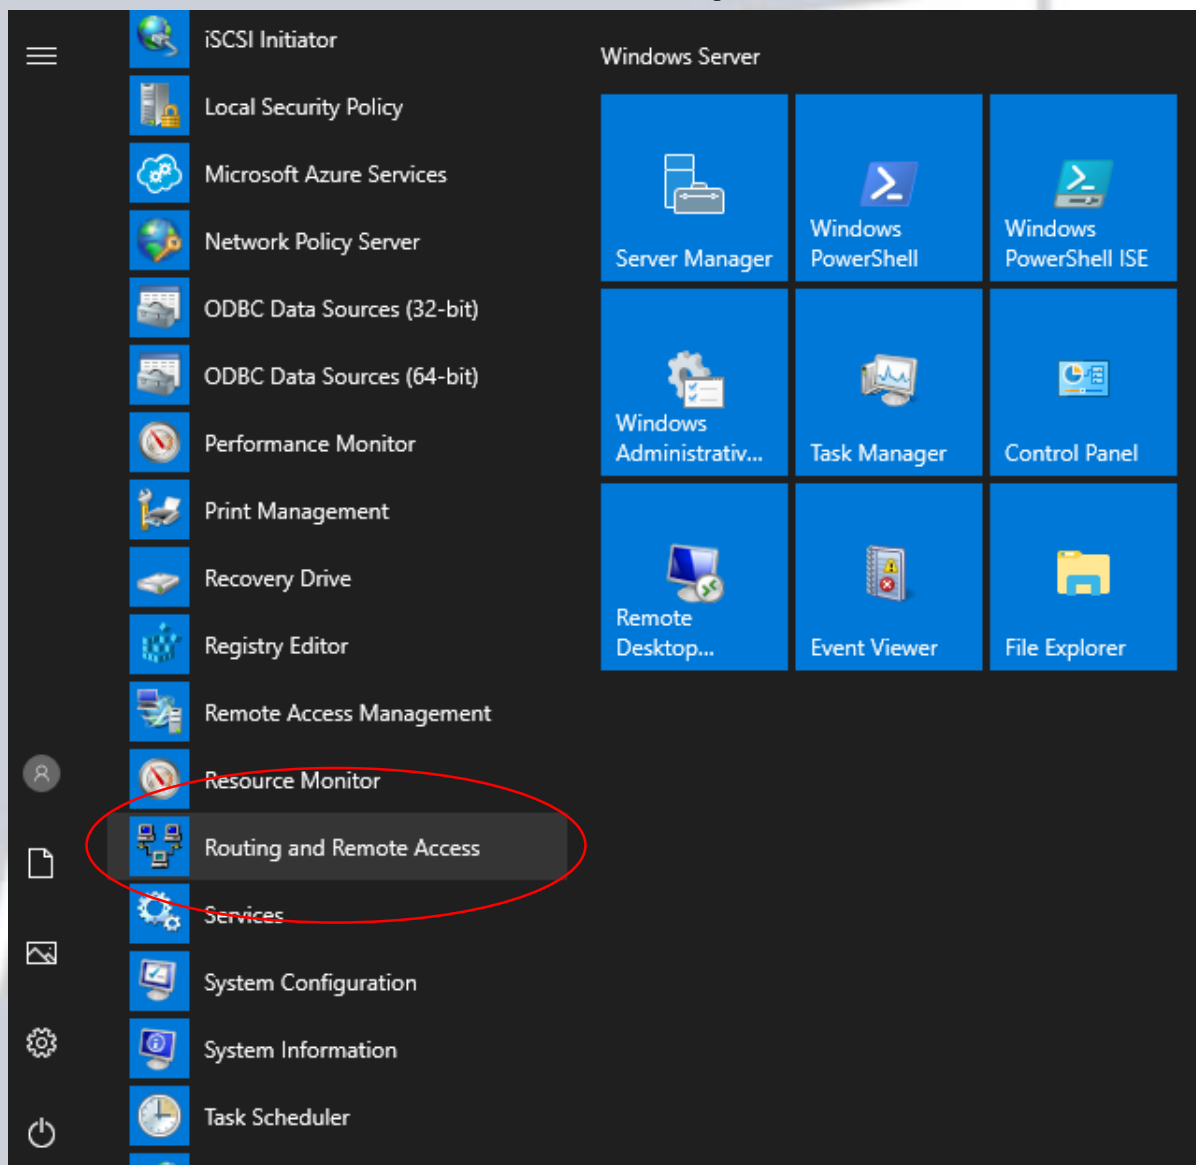 iSCSI Initiator
Local Security Policy
Microsoft Azure Services
Network Policy Server
ODBC Data Sources (32-bit)
ODBC Data Sources (64-bit)
Performance Monitor
Print Management
Recovery Drive
Registry Editor
Remote Access Management
Resource Monitor
Routing and Remote Access
Services
System Configuration
System Information
Task Scheduler
Windows Server
Server Manager
Windows
PowerShell
Windows
PowerShell ISE
Windows
Administrativ...
Task Manager
Control Panel
Remote
Desktop...
Event Viewer
File Explorer